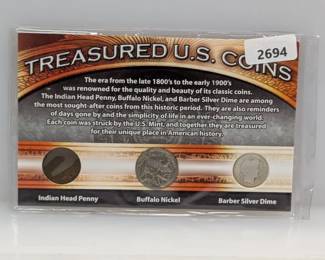 2694
TREASURED U.S. COINS
The era from the late 1800's to the early 1900's
was renowned for the quality and beauty of its classic coins.
The Indian Head Penny, Buffalo Nickel, and Barber Silver Dime are among
the most sought-after coins from this historic period. They are also reminders
of days gone by and the simplicity of life in an ever-changing world.
Each coin was struck by the U.S. Mint, and together they are treasured
for their unique place in American history.
Indian Head Penny
Buffalo Nickel
Barber Silver Dime